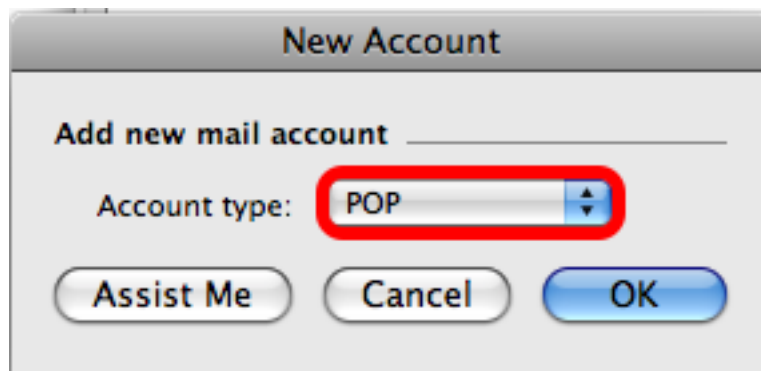 New Account
Add new mail account
Account type: POP
Assist Me Cancel OK